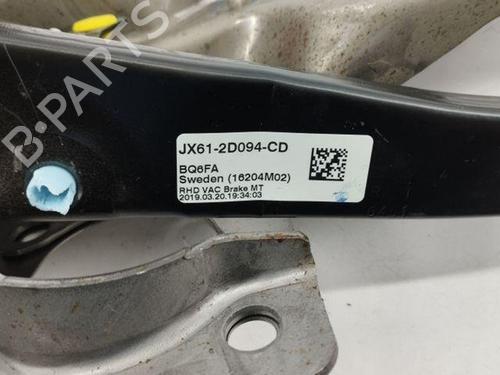 JX61-2D094-CD
BQ6FA
Sweden (16204M02)
RHD VAC Brake MT
2019.03.20.19:34:03
B-PARTS